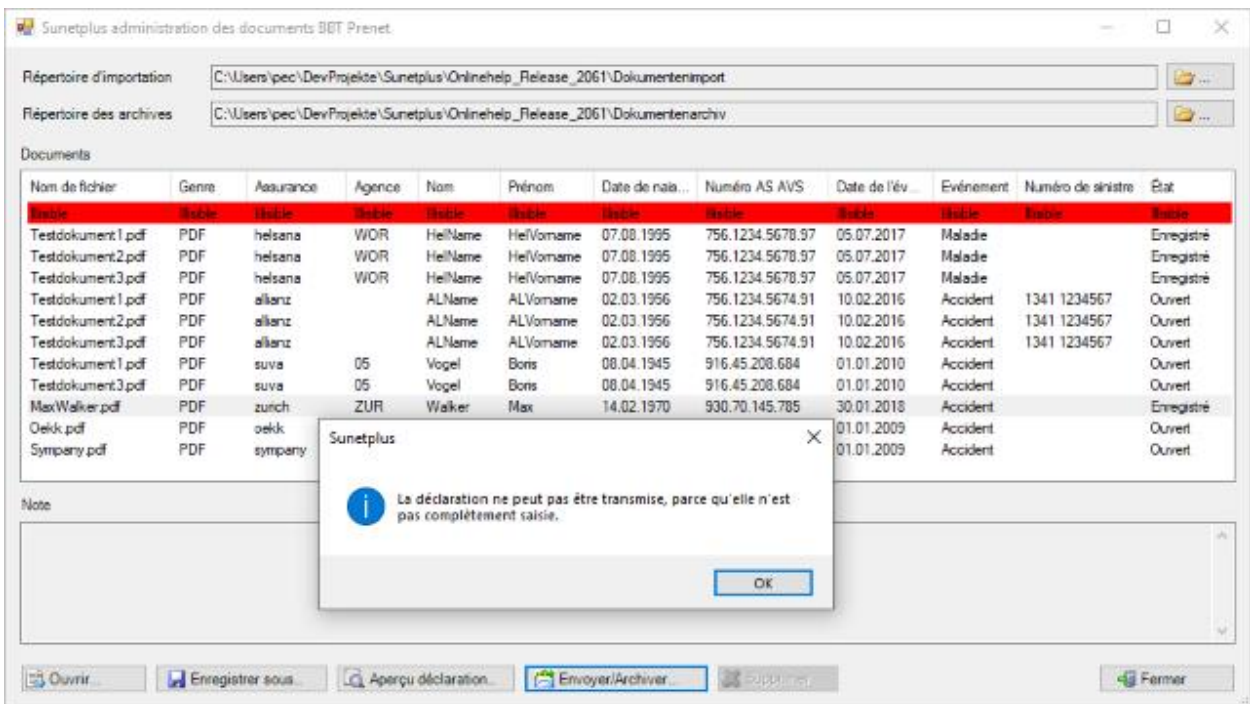 Sunetplus administration des documents BBT Prenet
Répertoire d'importation C:\Users\pec\DevProjekte\Sunetplus\Onlinehelp_Release_2061\Dokumentenimport ...
Répertoire des archives C:\Users\pec\DevProjekte\Sunetplus\Onlinehelp_Release_2061\Dokumentenarchiv ...
Documents
Nom de fichier Genre Assurance Agence Nom Prénom Date de nais... Numéro AS AVS Date de l'év... Evénement Numéro de sinistre État
Testdokument1.pdf PDF helsana WOR HelName HelVorname 07.08.1995 756.1234.5678.97 05.07.2017 Maladie Enregistré
Testdokument2.pdf PDF helsana WOR HelName HelVorname 07.08.1995 756.1234.5678.97 05.07.2017 Maladie Enregistré
Testdokument3.pdf PDF helsana WOR HelName HelVorname 07.08.1995 756.1234.5678.97 05.07.2017 Maladie Enregistré
Testdokument1.pdf PDF allianz ALName ALVorname 02.03.1956 756.1234.5674.91 10.02.2016 Accident 1341 1234567 Ouvert
Testdokument2.pdf PDF allianz ALName ALVorname 02.03.1956 756.1234.5674.91 10.02.2016 Accident 1341 1234567 Ouvert
Testdokument3.pdf PDF allianz ALName ALVorname 02.03.1956 756.1234.5674.91 10.02.2016 Accident 1341 1234567 Ouvert
Testdokument1.pdf PDF suva 05 Vogel Boris 08.04.1945 916.45.208.684 01.01.2010 Accident Ouvert
Testdokument3.pdf PDF suva 05 Vogel Boris 08.04.1945 916.45.208.684 01.01.2010 Accident Ouvert
MaxWalker.pdf PDF zurich ZUR Walker Max 14.02.1970 930.70.145.785 30.01.2018 Accident Enregistré
Oekk.pdf PDF oekk 01.01.2009 Accident Ouvert
Sympany.pdf PDF sympany 01.01.2009 Accident Ouvert
Sunetplus
La déclaration ne peut pas être transmise, parce qu'elle n'est
pas complètement saisie.
OK
Note
Ouvrir... Enregistrer sous... Aperçu déclaration... Envoyer/Archiver... Supprimer Fermer